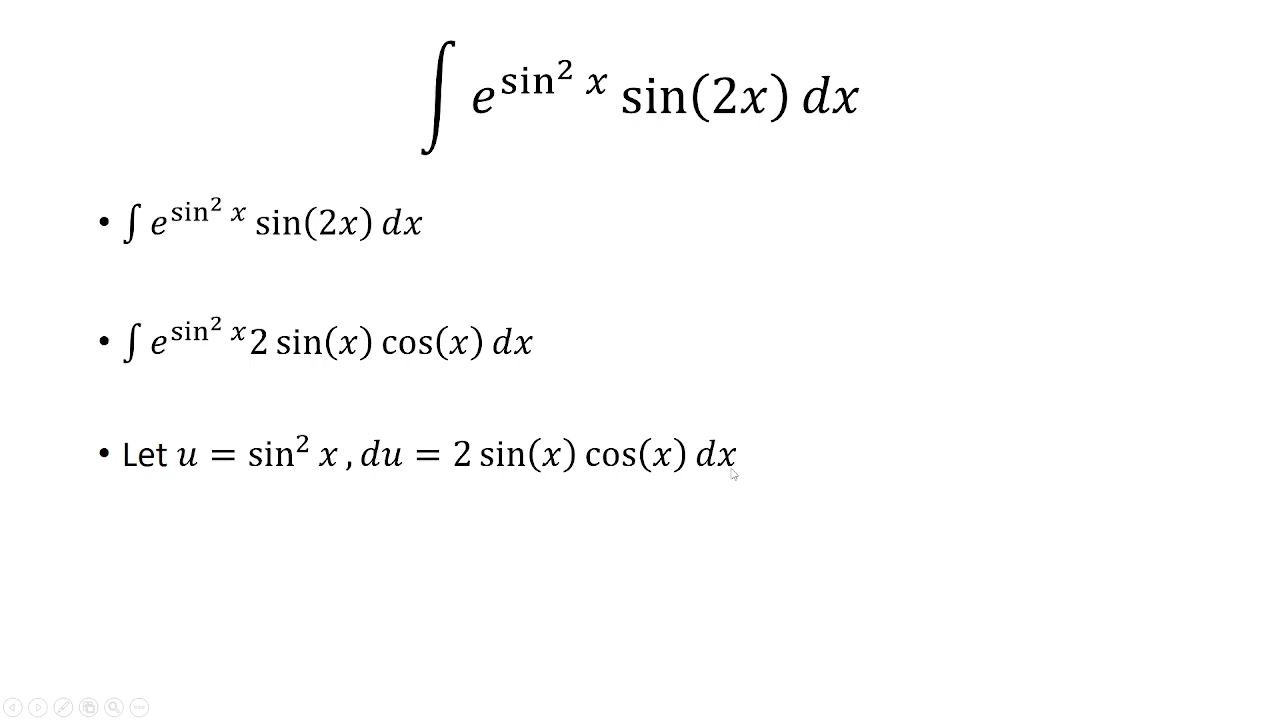 ∫ e^{sin² x} sin(2x) dx
• ∫ e^{sin² x} sin(2x) dx
• ∫ e^{sin² x} 2 sin(x) cos(x) dx
• Let u = sin² x , du = 2 sin(x) cos(x) dx